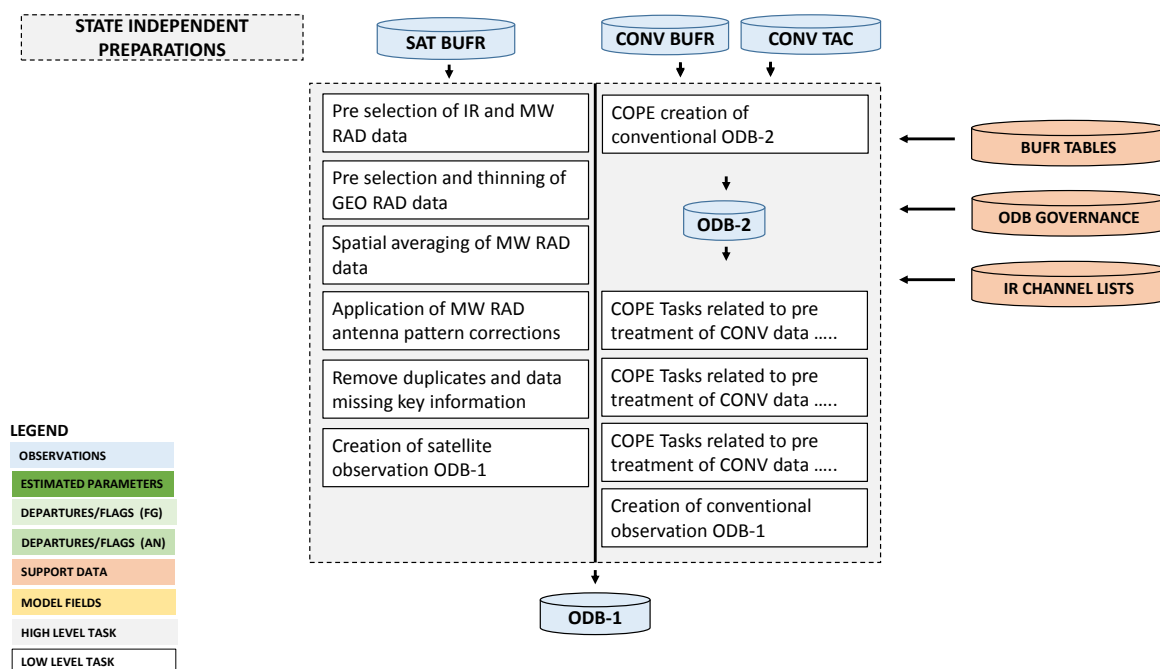 STATE INDEPENDENT
PREPARATIONS
SAT BUFR
CONV BUFR
CONV TAC
Pre selection of IR and MW
RAD data
Pre selection and thinning of
GEO RAD data
Spatial averaging of MW RAD
data
Application of MW RAD
antenna pattern corrections
Remove duplicates and data
missing key information
Creation of satellite
observation ODB-1
COPE creation of
conventional ODB-2
ODB-2
COPE Tasks related to pre
treatment of CONV data …..
COPE Tasks related to pre
treatment of CONV data …..
COPE Tasks related to pre
treatment of CONV data …..
Creation of conventional
observation ODB-1
BUFR TABLES
ODB GOVERNANCE
IR CHANNEL LISTS
ODB-1
LEGEND
OBSERVATIONS
ESTIMATED PARAMETERS
DEPARTURES/FLAGS (FG)
DEPARTURES/FLAGS (AN)
SUPPORT DATA
MODEL FIELDS
HIGH LEVEL TASK
LOW LEVEL TASK